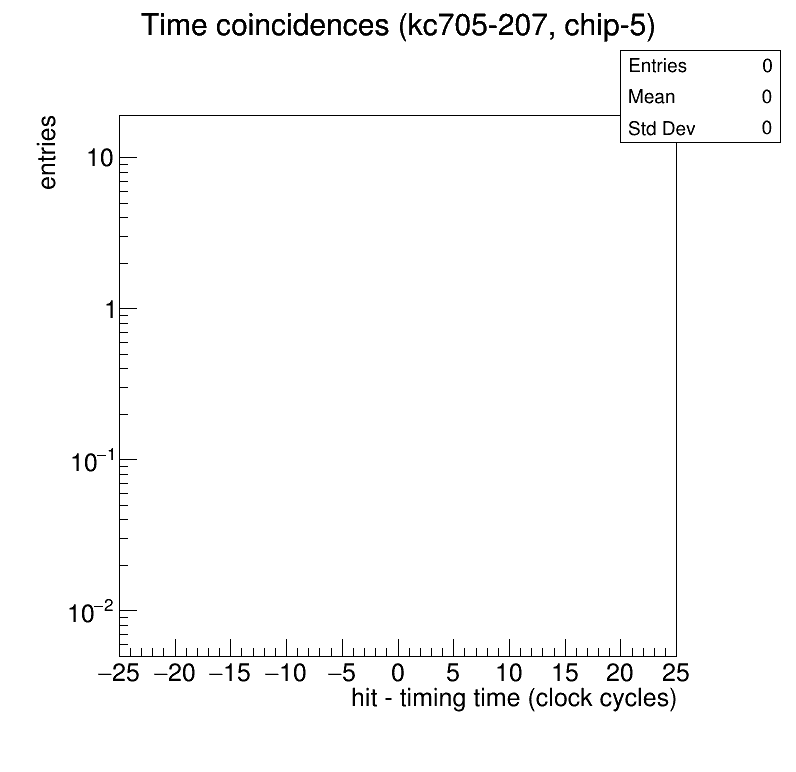 Time coincidences (kc705-207, chip-5)
Entries 0
Mean 0
Std Dev 0
entries
10
1
10⁻¹
10⁻²
−25 −20 −15 −10 −5 0 5 10 15 20 25
hit - timing time (clock cycles)